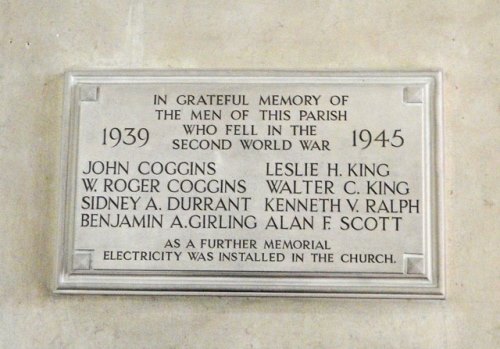 IN GRATEFUL MEMORY OF
THE MEN OF THIS PARISH
WHO FELL IN THE
1939 SECOND WORLD WAR 1945
JOHN COGGINS LESLIE H. KING
W. ROGER COGGINS WALTER C. KING
SIDNEY A. DURRANT KENNETH V. RALPH
BENJAMIN A. GIRLING ALAN F. SCOTT
AS A FURTHER MEMORIAL
ELECTRICITY WAS INSTALLED IN THE CHURCH.